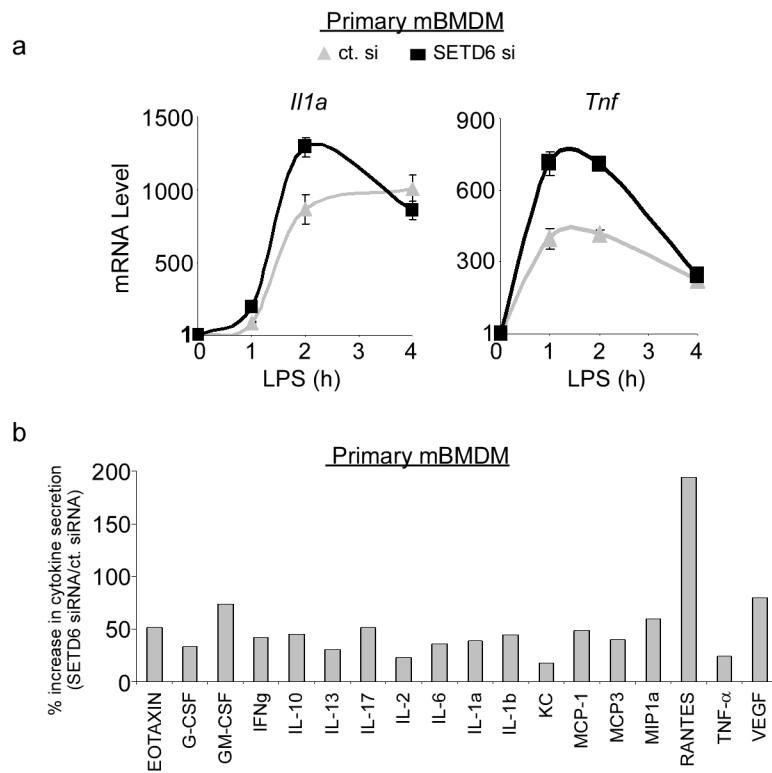 Primary mBMDM
a
ct. si SETD6 si
Il1a Tnf
mRNA Level
1500
1000
500
1
0 1 2 3 4
LPS (h)
900
600
300
1
0 1 2 3 4
LPS (h)
b
Primary mBMDM
% increase in cytokine secretion
(SETD6 siRNA/ct. siRNA)
200
150
100
50
0
EOTAXIN
G-CSF
GM-CSF
IFNg
IL-10
IL-13
IL-17
IL-2
IL-6
IL-1a
IL-1b
KC
MCP-1
MCP3
MIP1a
RANTES
TNF-α
VEGF